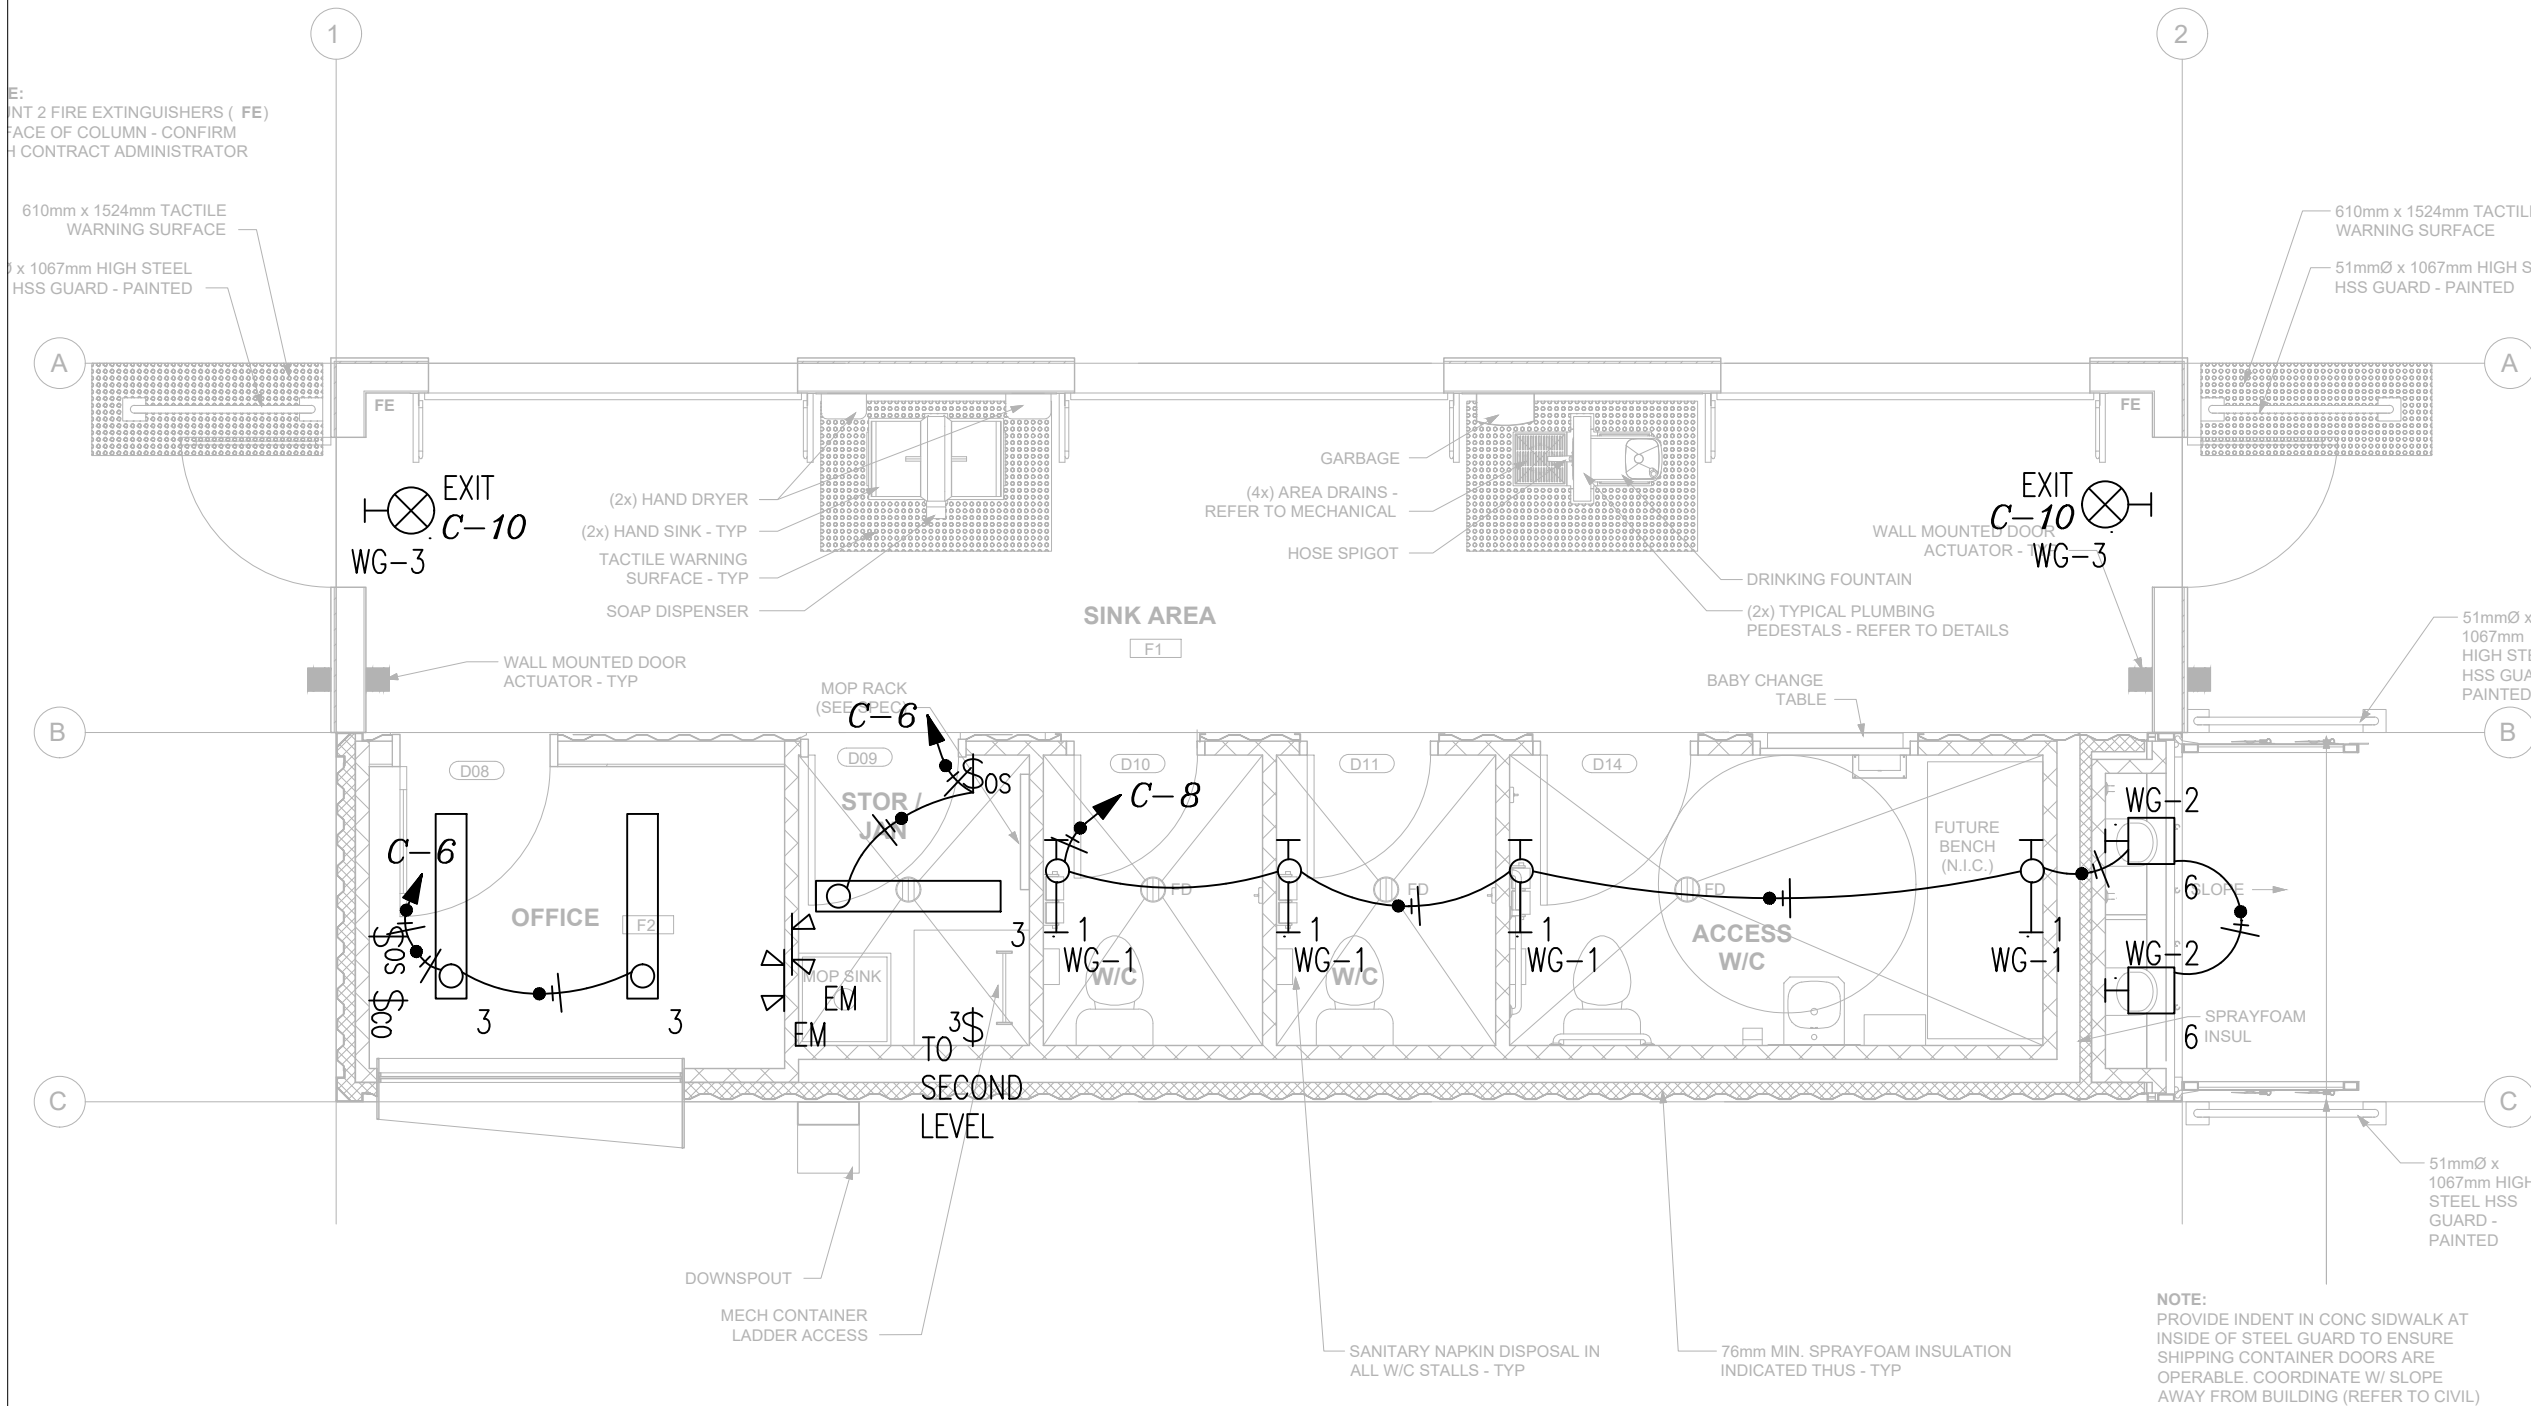 1
2
E:
UNT 2 FIRE EXTINGUISHERS ( FE)
FACE OF COLUMN - CONFIRM
H CONTRACT ADMINISTRATOR
610mm x 1524mm TACTILE
WARNING SURFACE
Ø x 1067mm HIGH STEEL
HSS GUARD - PAINTED
610mm x 1524mm TACTILE
WARNING SURFACE
51mmØ x 1067mm HIGH S
HSS GUARD - PAINTED
A
A
FE
FE
EXIT
C-10
WG-3
(2x) HAND DRYER
(2x) HAND SINK - TYP
TACTILE WARNING
SURFACE - TYP
SOAP DISPENSER
GARBAGE
(4x) AREA DRAINS -
REFER TO MECHANICAL
HOSE SPIGOT
DRINKING FOUNTAIN
(2x) TYPICAL PLUMBING
PEDESTALS - REFER TO DETAILS
EXIT
C-10
WALL MOUNTED DOOR
ACTUATOR - TYP
WG-3
SINK AREA
F1
WALL MOUNTED DOOR
ACTUATOR - TYP
MOP RACK
(SEE SPEC)
C-6
BABY CHANGE
TABLE
51mmØ x
1067mm
HIGH STE
HSS GUA
PAINTED
B
B
D08
D09
D10
D11
D14
$OS
STOR /
JAN
C-8
WG-2
FUTURE
BENCH
(N.I.C.)
C-6
6
SLOPE
FD
FD
FD
OFFICE
F2
$OS
$CO
3
3
3
1
WG-1
W/C
1
WG-1
W/C
1
WG-1
ACCESS
W/C
1
WG-1
WG-2
6
MOP SINK
EM
EM
3$
TO
SECOND
LEVEL
SPRAYFOAM
INSUL
C
C
51mmØ x
1067mm HIGH
STEEL HSS
GUARD -
PAINTED
DOWNSPOUT
MECH CONTAINER
LADDER ACCESS
SANITARY NAPKIN DISPOSAL IN
ALL W/C STALLS - TYP
76mm MIN. SPRAYFOAM INSULATION
INDICATED THUS - TYP
NOTE:
PROVIDE INDENT IN CONC SIDWALK AT
INSIDE OF STEEL GUARD TO ENSURE
SHIPPING CONTAINER DOORS ARE
OPERABLE. COORDINATE W/ SLOPE
AWAY FROM BUILDING (REFER TO CIVIL)